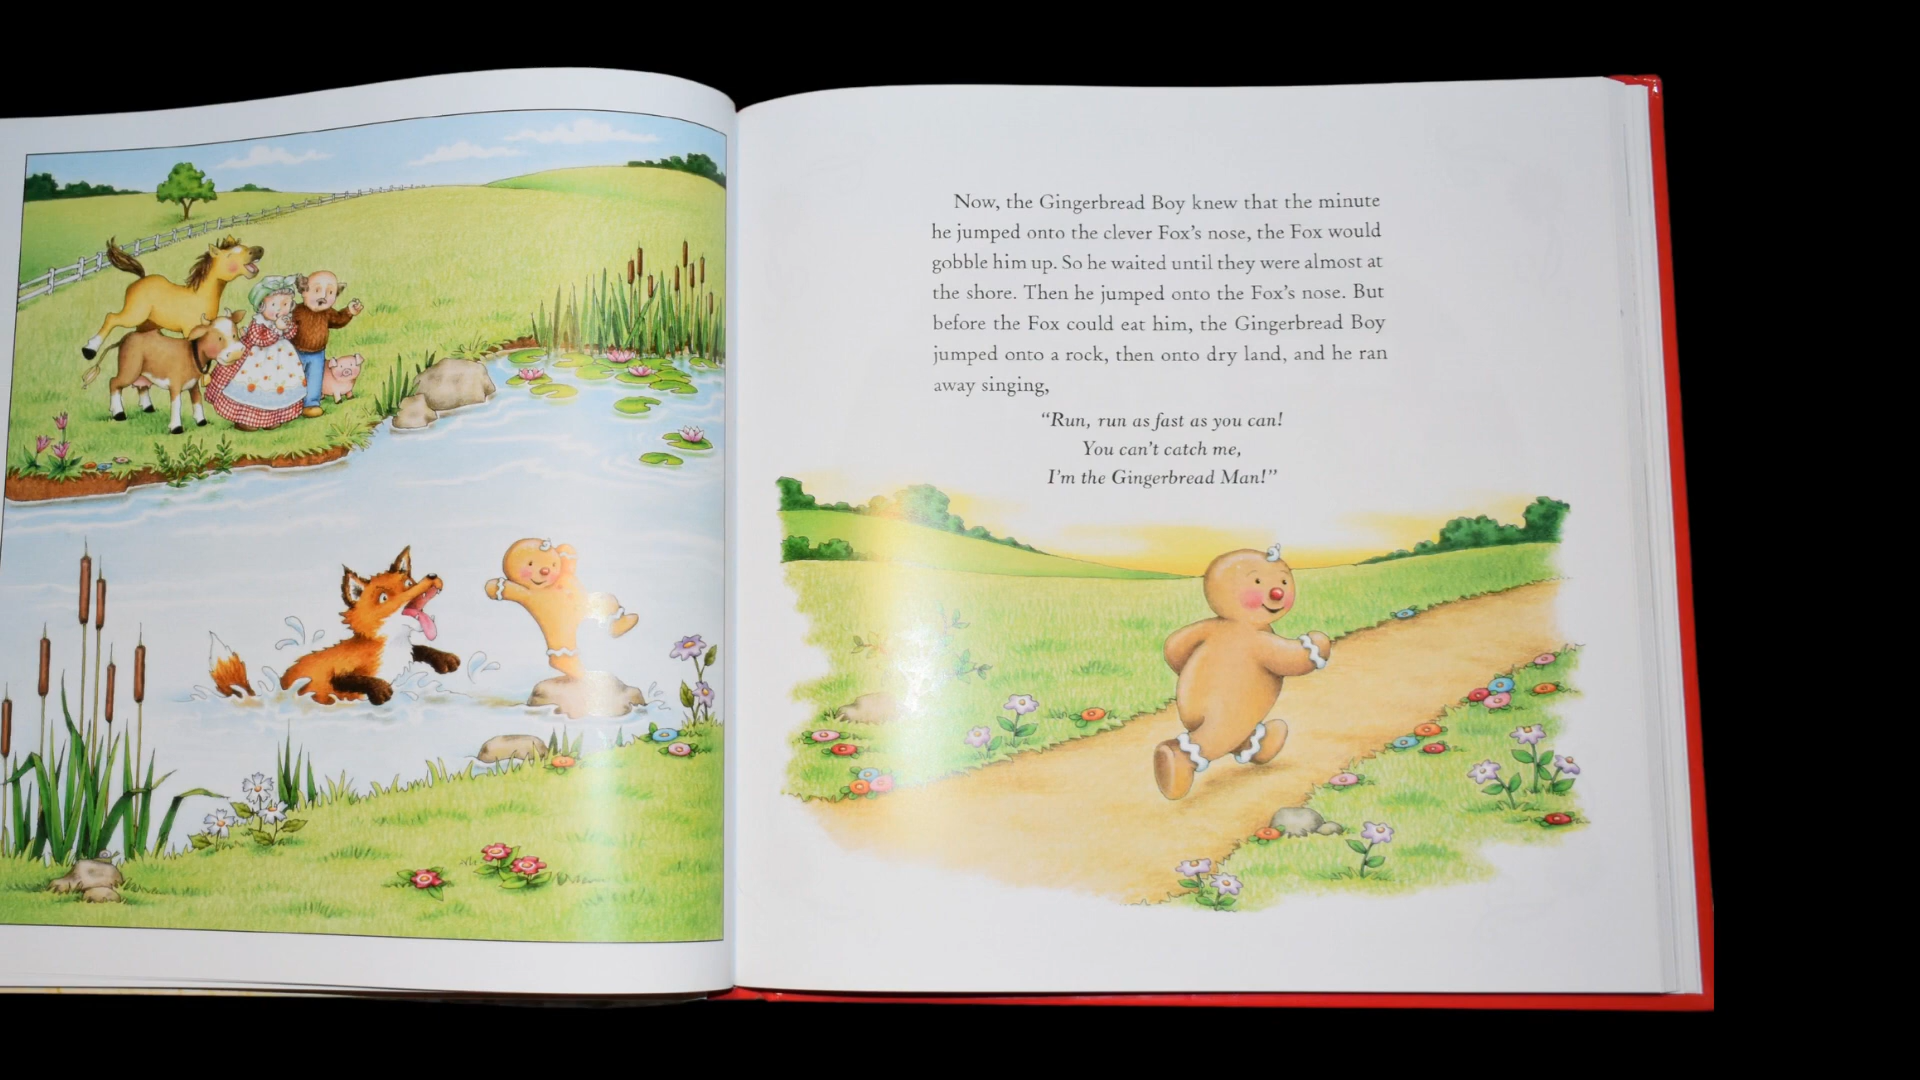 Now, the Gingerbread Boy knew that the minute
he jumped onto the clever Fox's nose, the Fox would
gobble him up. So he waited until they were almost at
the shore. Then he jumped onto the Fox's nose. But
before the Fox could eat him, the Gingerbread Boy
jumped onto a rock, then onto dry land, and he ran
away singing,
“Run, run as fast as you can!
You can't catch me,
I'm the Gingerbread Man!”